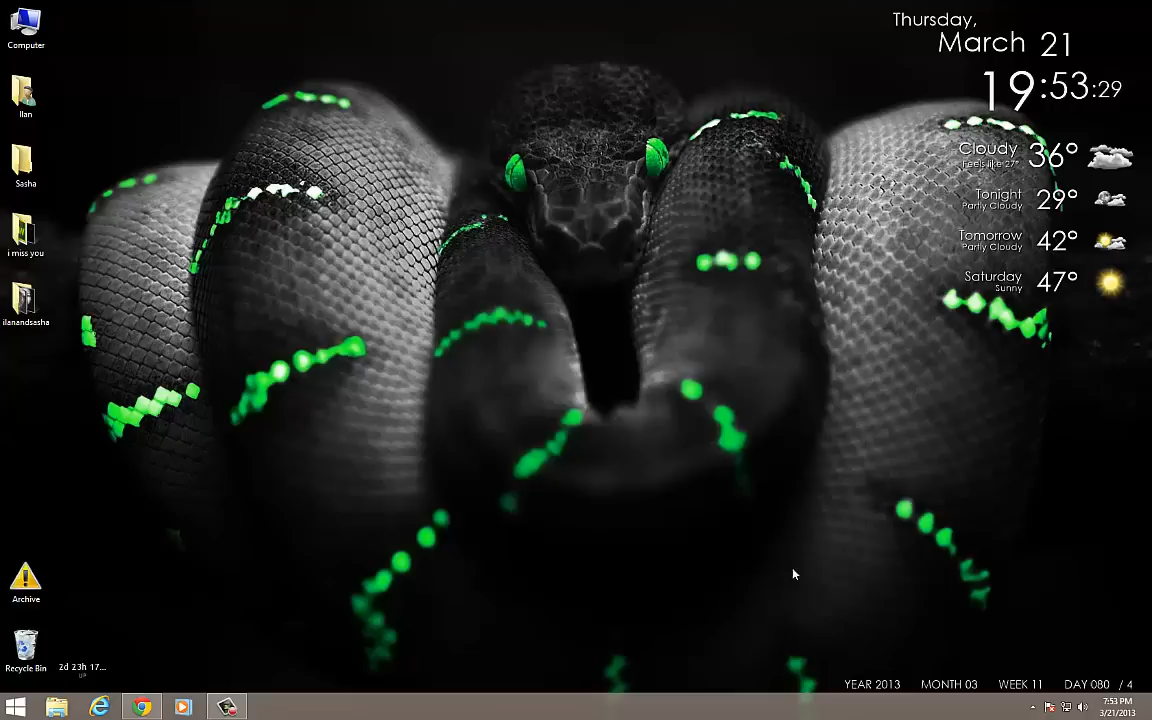 Computer
Ilan
Sasha
i miss you
ilanandsasha
Archive
Recycle Bin
2d 23h 17...
UP
Thursday,
March 21
19:53:29
Cloudy 36°
Feels like 27°
Tonight 29°
Partly Cloudy
Tomorrow 42°
Partly Cloudy
Saturday 47°
Sunny
YEAR 2013 MONTH 03 WEEK 11 DAY 080 / 4
7:53 PM
3/21/2013